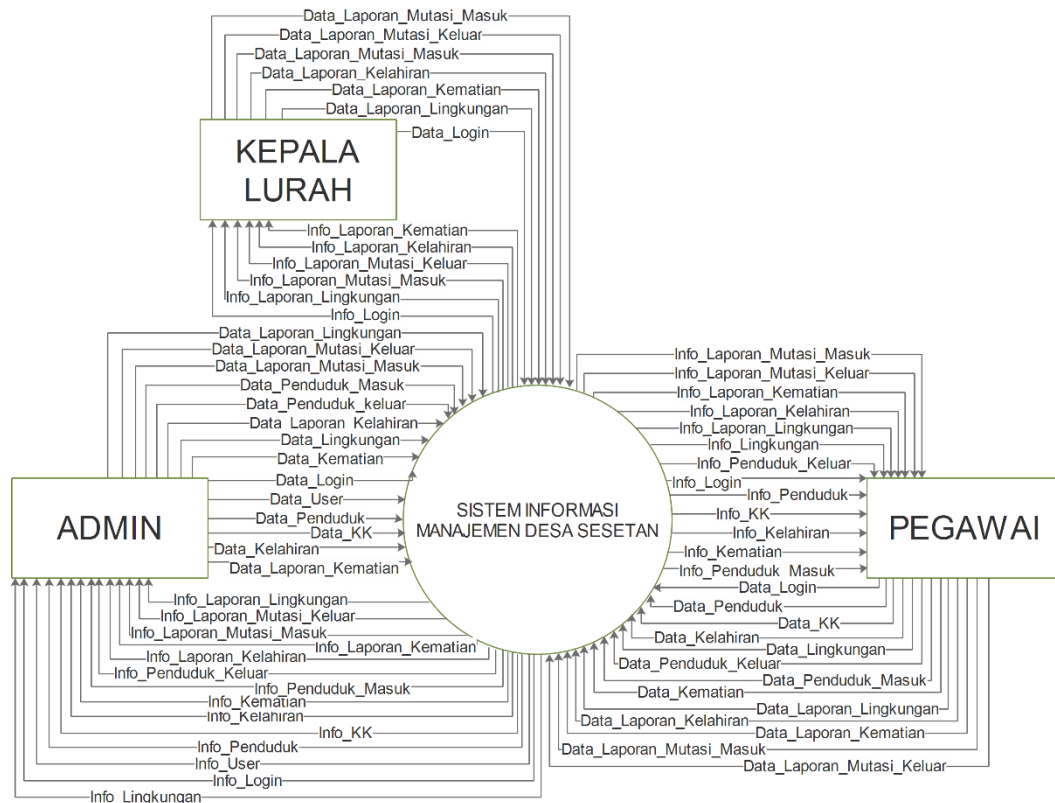 Data_Laporan_Mutasi_Masuk
Data_Laporan_Mutasi_Keluar
Data_Laporan_Mutasi_Masuk
Data_Laporan_Kelahiran
Data_Laporan_Kematian
Data_Laporan_Lingkungan
Data_Login
KEPALA
LURAH
Info_Laporan_Kematian
Info_Laporan_Kelahiran
Info_Laporan_Mutasi_Keluar
Info_Laporan_Mutasi_Masuk
Info_Laporan_Lingkungan
Info_Login
Data_Laporan_Lingkungan
Data_Laporan_Mutasi_Keluar
Data_Laporan_Mutasi_Masuk
Data_Penduduk_Masuk
Data_Penduduk_keluar
Data_Laporan_Kelahiran
Data_Lingkungan
Data_Kematian
Data_Login
Data_User
Data_Penduduk
Data_KK
Data_Kelahiran
Data_Laporan_Kematian
ADMIN
SISTEM INFORMASI
MANAJEMEN DESA SESETAN
Info_Laporan_Mutasi_Masuk
Info_Laporan_Mutasi_Keluar
Info_Laporan_Kematian
Info_Laporan_Kelahiran
Info_Laporan_Lingkungan
Info_Lingkungan
Info_Penduduk_Keluar
Info_Login
Info_Penduduk
Info_KK
Info_Kelahiran
Info_Kematian
Info_Penduduk_Masuk
PEGAWAI
Data_Login
Data_Penduduk
Data_KK
Data_Kelahiran
Data_Lingkungan
Data_Penduduk_Keluar
Data_Penduduk_Masuk
Data_Kematian
Data_Laporan_Lingkungan
Data_Laporan_Kelahiran
Data_Laporan_Kematian
Data_Laporan_Mutasi_Masuk
Data_Laporan_Mutasi_Keluar
Info_Laporan_Lingkungan
Info_Laporan_Mutasi_Keluar
Info_Laporan_Mutasi_Masuk
Info_Laporan_Kematian
Info_Laporan_Kelahiran
Info_Penduduk_Keluar
Info_Penduduk_Masuk
Info_Kematian
Info_Kelahiran
Info_KK
Info_Penduduk
Info_User
Info_Login
Info_Lingkungan